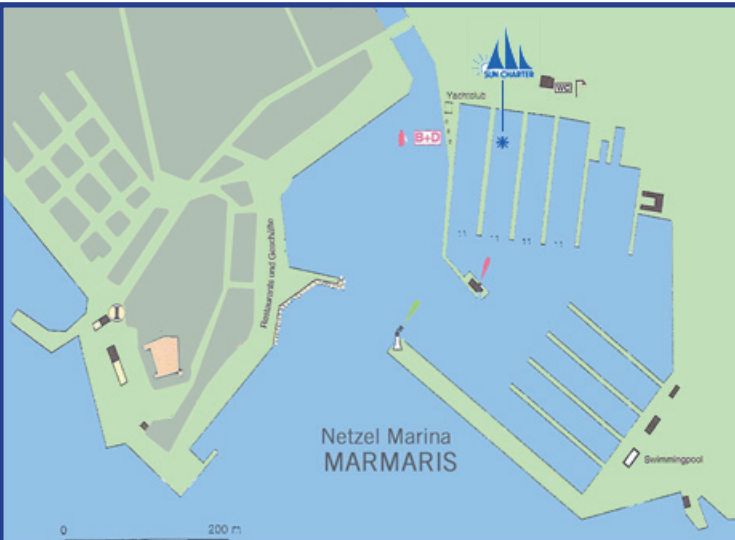 SUN CHARTER
WC
Yachtclub
B+D
Restaurants und Geschäfte
i
Netzel Marina
MARMARIS
Swimmingpool
0 200 m